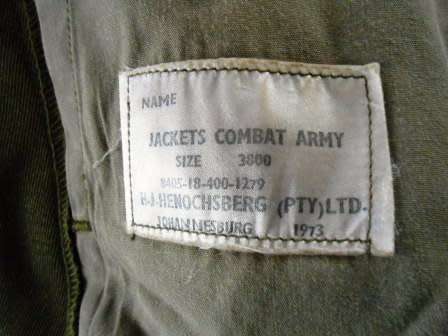 NAME
JACKETS COMBAT ARMY
SIZE 3800
8405-18-400-1279
H·J·HENOCHSBERG (PTY) LTD·
JOHANNESBURG 1973